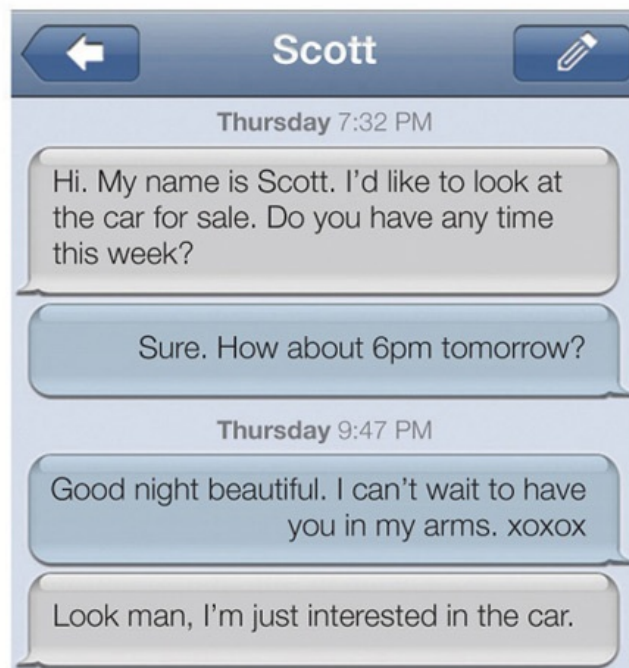 Scott
Thursday 7:32 PM
Hi. My name is Scott. I'd like to look at
the car for sale. Do you have any time
this week?
Sure. How about 6pm tomorrow?
Thursday 9:47 PM
Good night beautiful. I can't wait to have
you in my arms. xoxox
Look man, I'm just interested in the car.